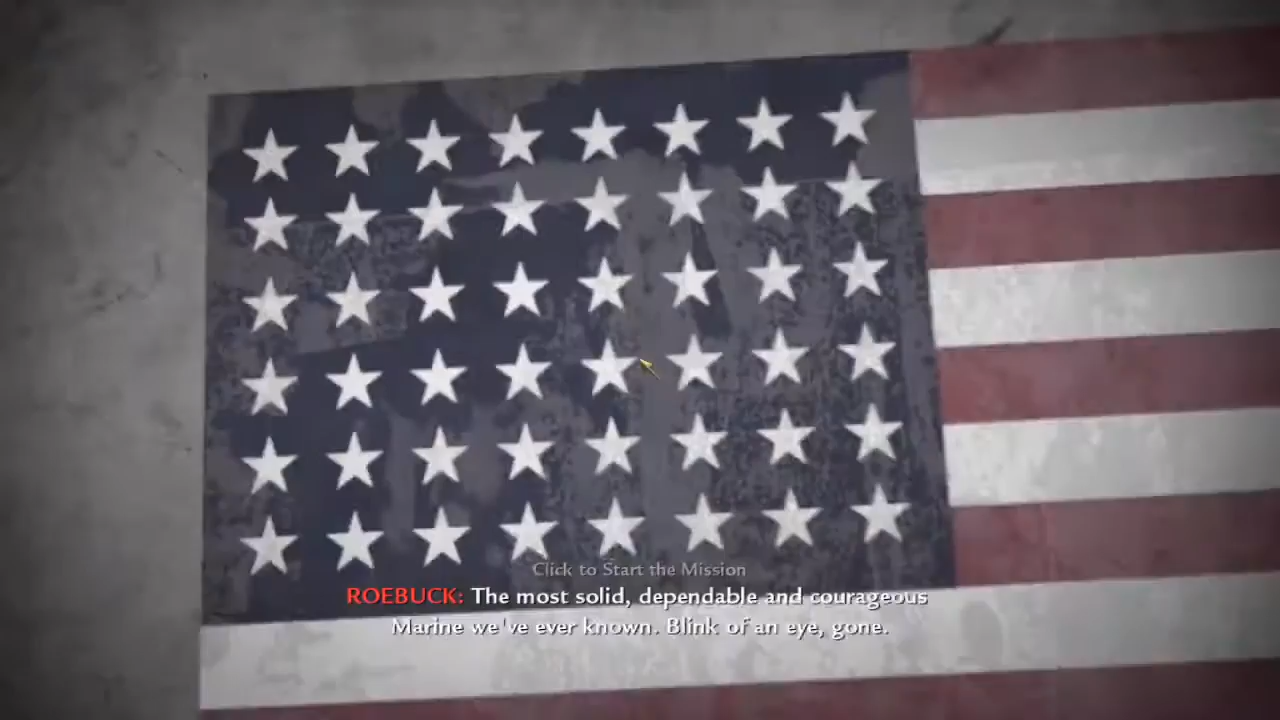 Click to Start the Mission
ROEBUCK: The most solid, dependable and courageous
Marine we've ever known. Blink of an eye, gone.